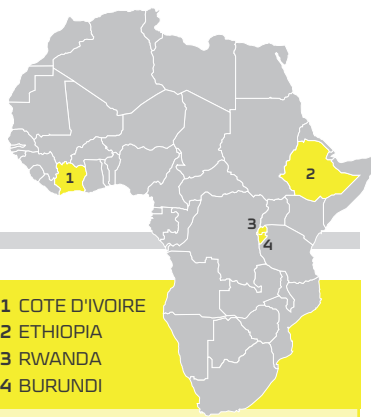 1
2
3
4
1 COTE D'IVOIRE
2 ETHIOPIA
3 RWANDA
4 BURUNDI